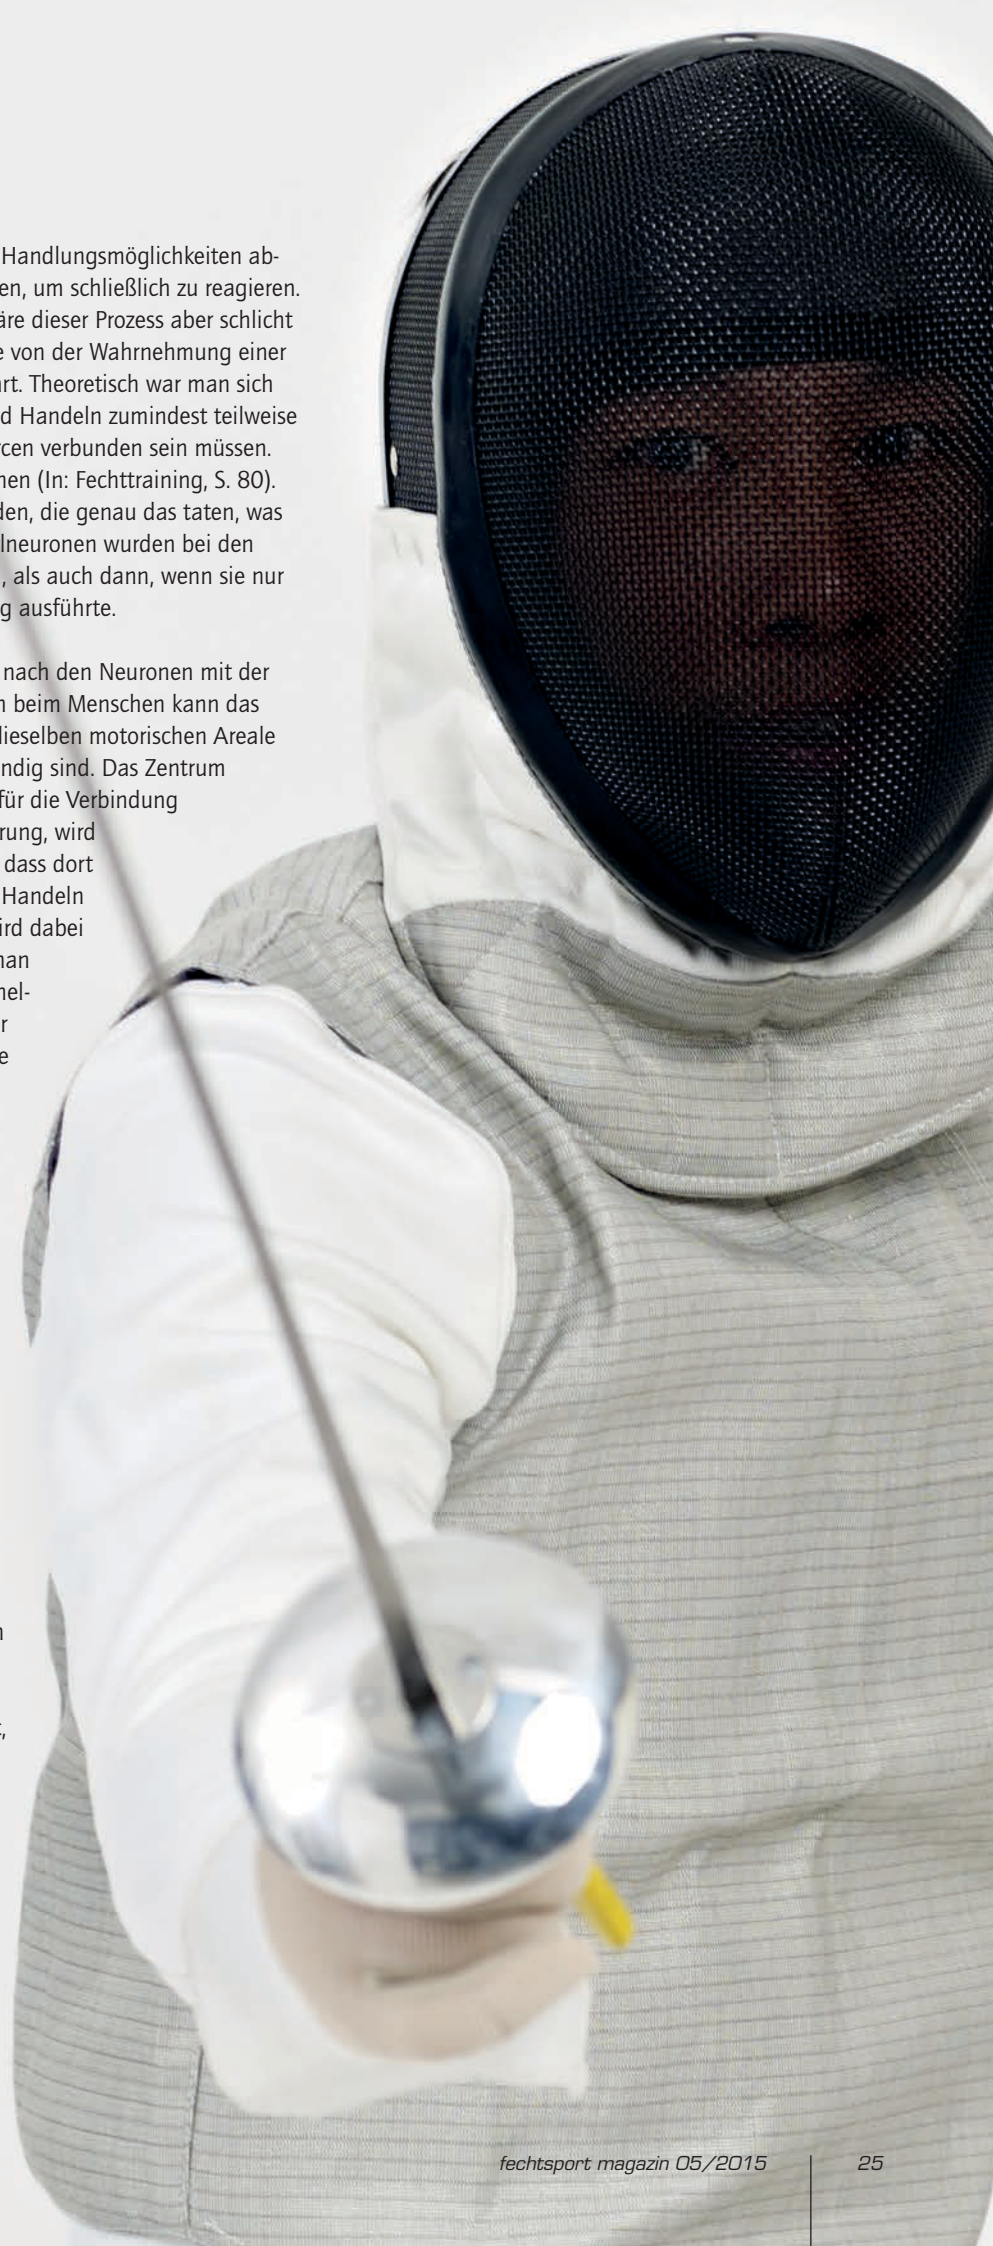 Handlungsmöglichkeiten ab-
en, um schließlich zu reagieren.
äre dieser Prozess aber schlicht
e von der Wahrnehmung einer
rt. Theoretisch war man sich
d Handeln zumindest teilweise
rcen verbunden sein müssen.
nen (In: Fechttraining, S. 80).
den, die genau das taten, was
lneuronen wurden bei den
, als auch dann, wenn sie nur
g ausführte.
nach den Neuronen mit der
n beim Menschen kann das
dieselben motorischen Areale
ndig sind. Das Zentrum
für die Verbindung
rung, wird
dass dort
Handeln
ird dabei
nan
nel-
r
e
n
,
fechtsport magazin 05/2015
25